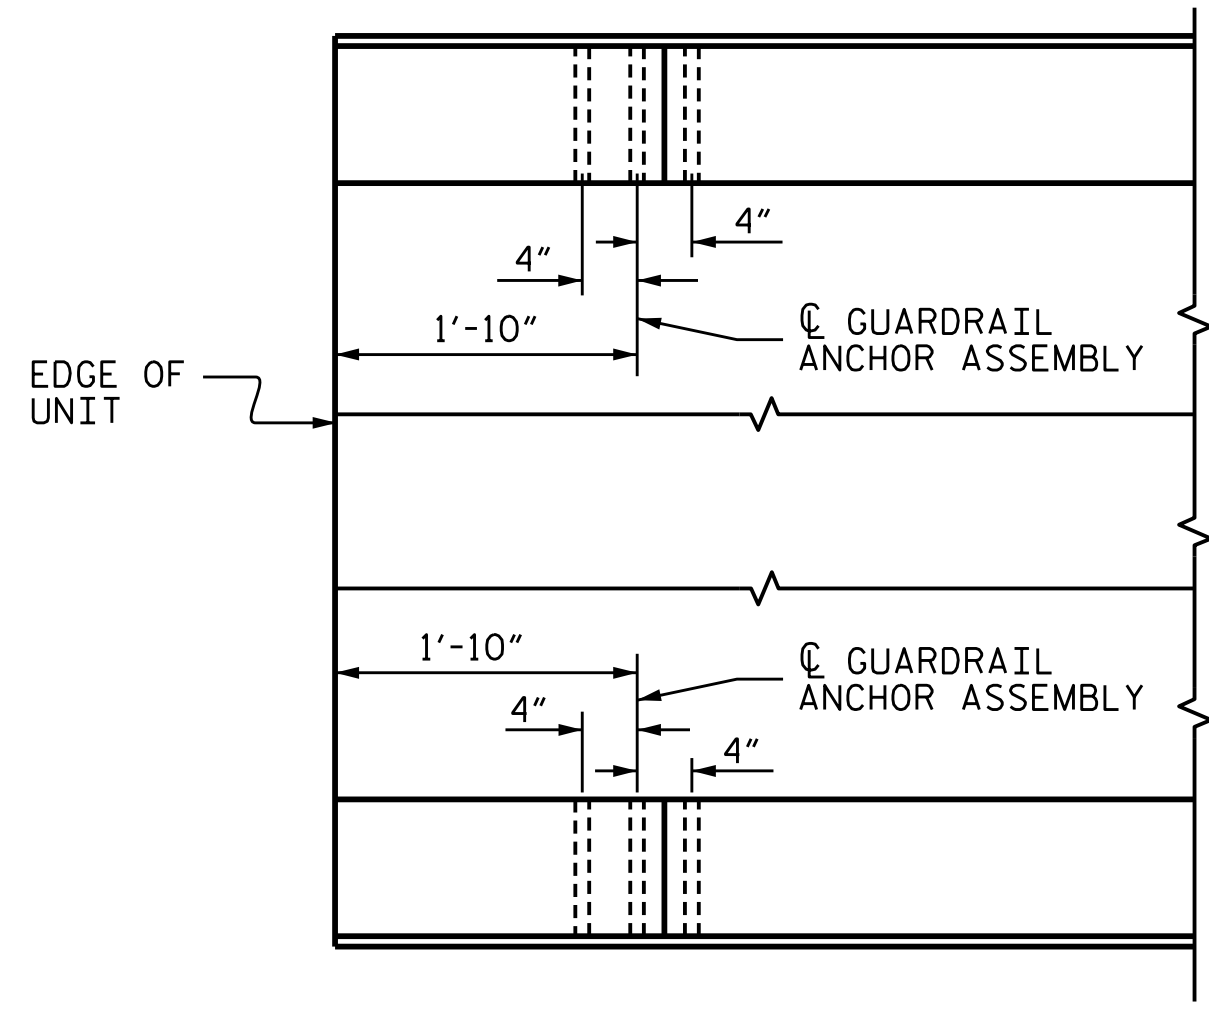 4"
4"
1'-10"
℄ GUARDRAIL
ANCHOR ASSEMBLY
EDGE OF
UNIT
1'-10"
℄ GUARDRAIL
ANCHOR ASSEMBLY
4"
4"